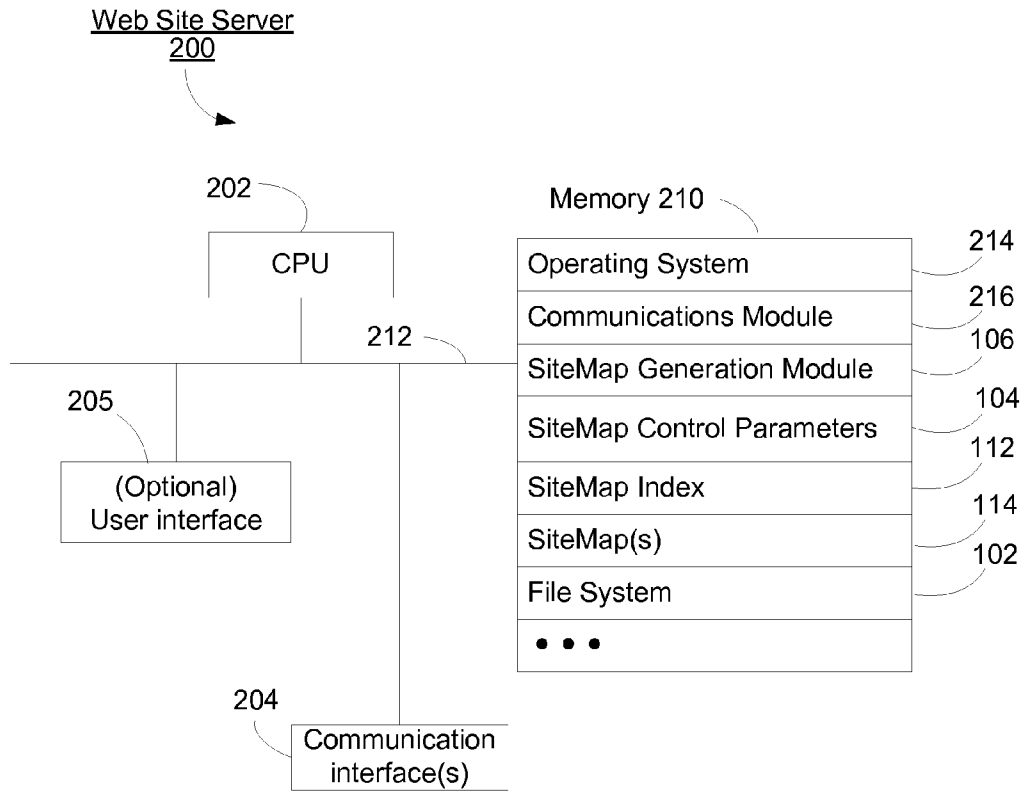 Web Site Server
200
202
CPU
212
205
(Optional)
User interface
204
Communication
interface(s)
Memory 210
Operating System
214
Communications Module
216
SiteMap Generation Module
106
SiteMap Control Parameters
104
SiteMap Index
112
SiteMap(s)
114
File System
102
• • •